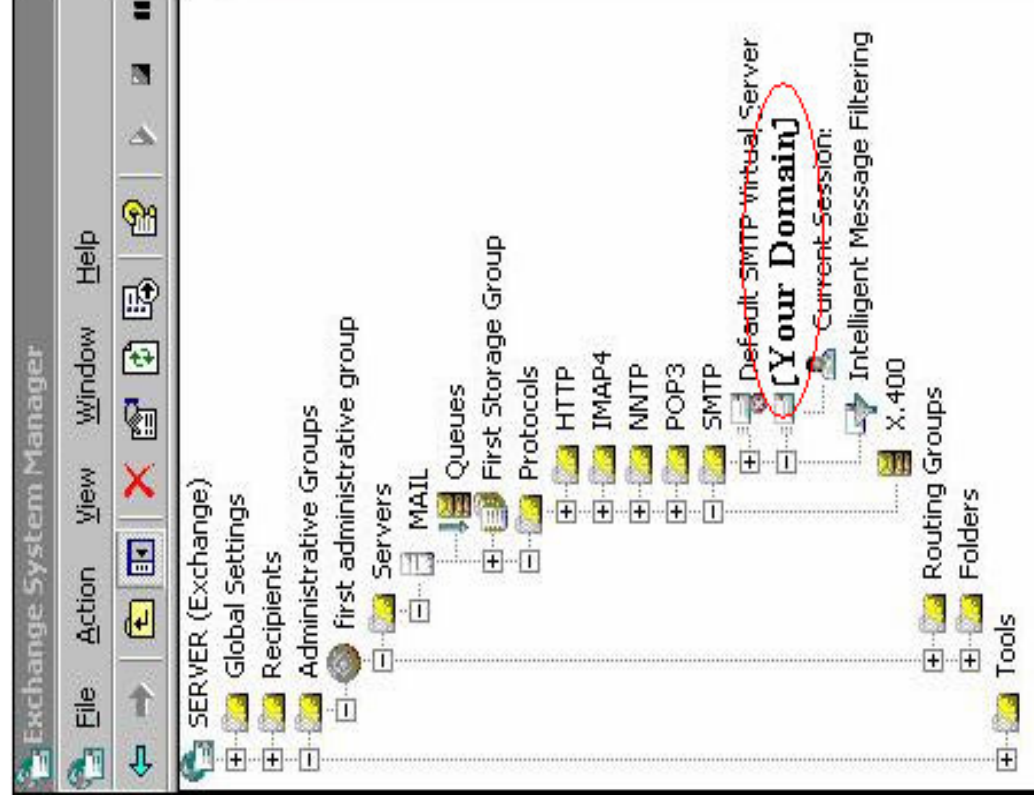 Exchange System Manager
File Action View Window Help
SERVER (Exchange)
Global Settings
Recipients
Administrative Groups
first administrative group
Servers
MAIL
Queues
First Storage Group
Protocols
HTTP
IMAP4
NNTP
POP3
SMTP
Default SMTP Virtual Server
[Your Domain]
Current Session:
Intelligent Message Filtering
X.400
Routing Groups
Folders
Tools